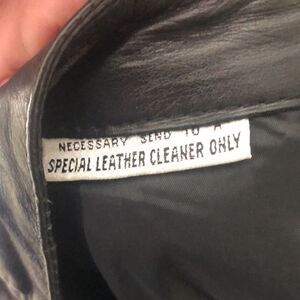 NECESSARY SEND TO A
SPECIAL LEATHER CLEANER ONLY